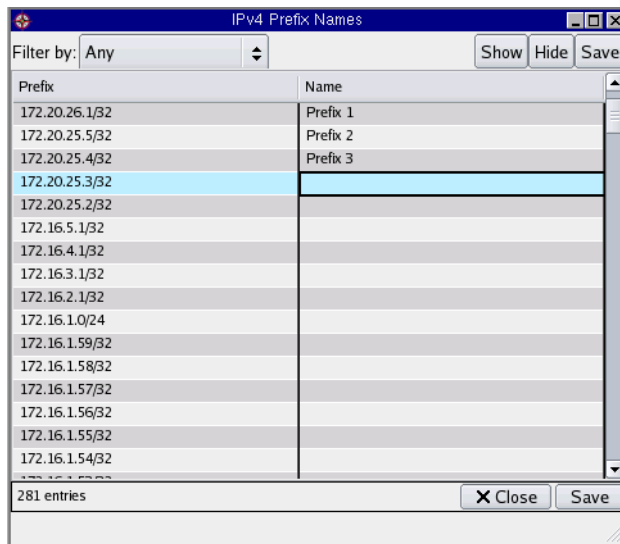 IPv4 Prefix Names
Filter by: Any Show Hide Save
Prefix Name
172.20.26.1/32 Prefix 1
172.20.25.5/32 Prefix 2
172.20.25.4/32 Prefix 3
172.20.25.3/32
172.20.25.2/32
172.16.5.1/32
172.16.4.1/32
172.16.3.1/32
172.16.2.1/32
172.16.1.0/24
172.16.1.59/32
172.16.1.58/32
172.16.1.57/32
172.16.1.56/32
172.16.1.55/32
172.16.1.54/32
281 entries Close Save